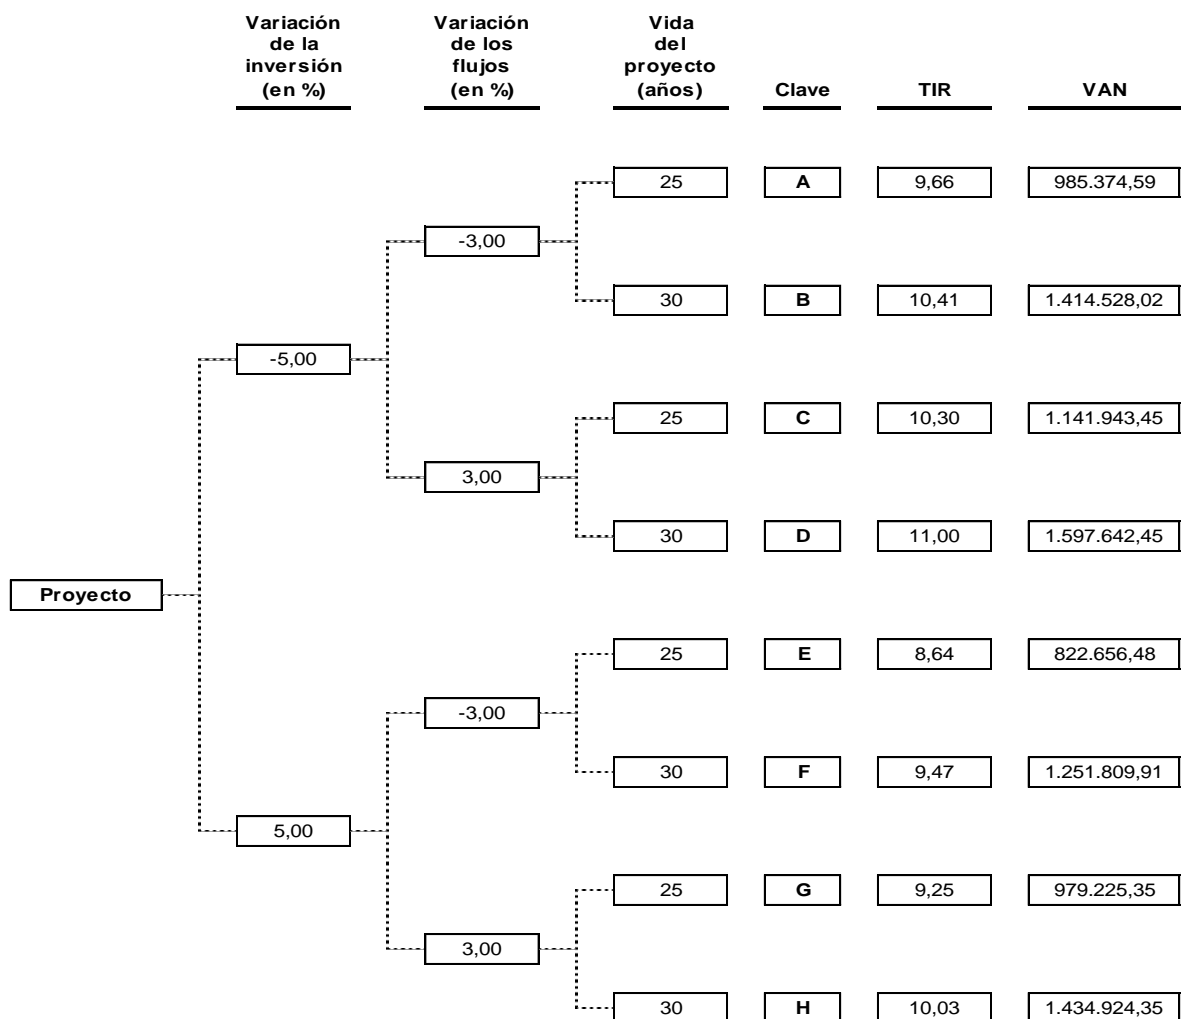 Variación de la inversión (en %)
Variación de los flujos (en %)
Vida del proyecto (años)
Clave
TIR
VAN
25 A 9,66 985.374,59
-3,00
30 B 10,41 1.414.528,02
-5,00
25 C 10,30 1.141.943,45
3,00
30 D 11,00 1.597.642,45
Proyecto
25 E 8,64 822.656,48
-3,00
30 F 9,47 1.251.809,91
5,00
25 G 9,25 979.225,35
3,00
30 H 10,03 1.434.924,35